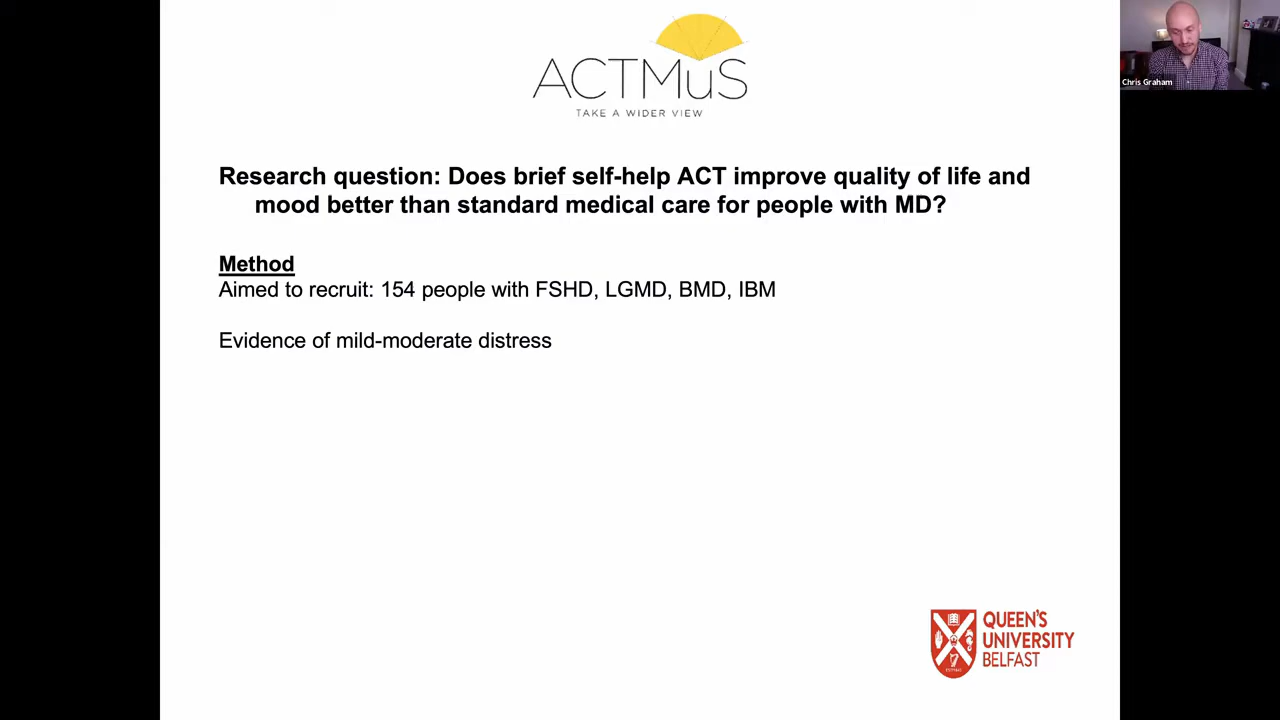 ACTMuS
TAKE A WIDER VIEW
Chris Graham
Research question: Does brief self-help ACT improve quality of life and
mood better than standard medical care for people with MD?
Method
Aimed to recruit: 154 people with FSHD, LGMD, BMD, IBM
Evidence of mild-moderate distress
QUEEN'S
UNIVERSITY
BELFAST